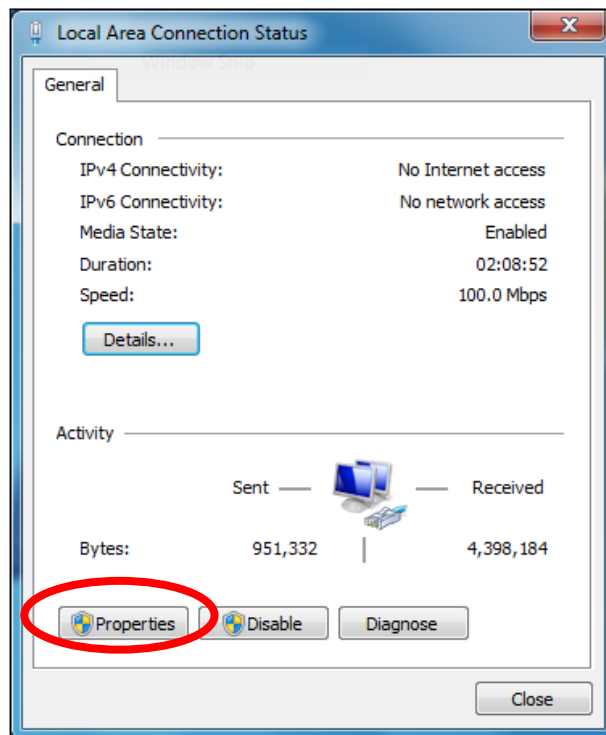 Local Area Connection Status
Window Snip
General
Connection
IPv4 Connectivity: No Internet access
IPv6 Connectivity: No network access
Media State: Enabled
Duration: 02:08:52
Speed: 100.0 Mbps
Details...
Activity
Sent Received
Bytes: 951,332 4,398,184
Properties Disable Diagnose
Close